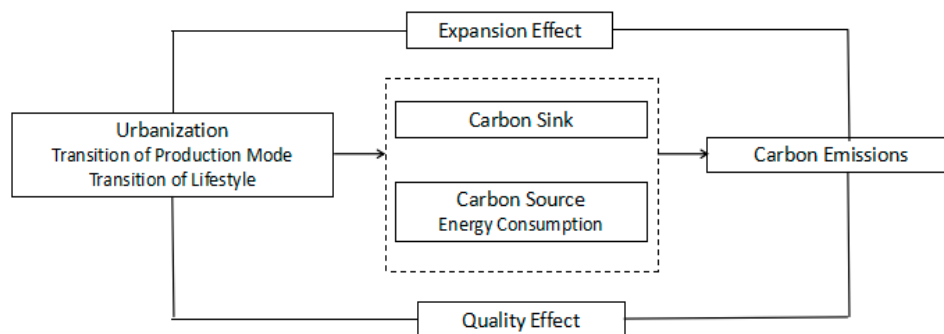 Expansion Effect
Carbon Sink
Urbanization
Transition of Production Mode
Transition of Lifestyle
Carbon Emissions
Carbon Source
Energy Consumption
Quality Effect